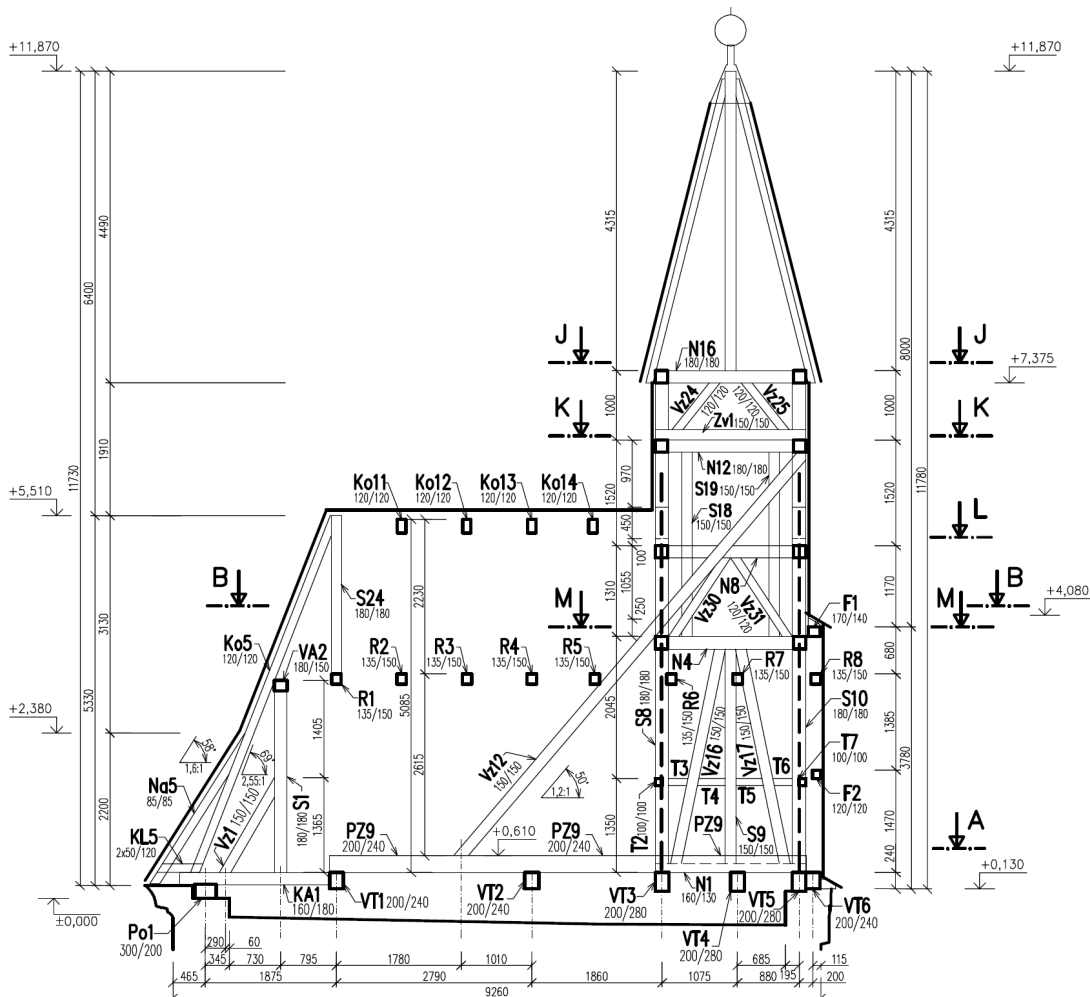 +11,870
+11,870
4490
6400
4315
4315
8000
J
J
N16
180/180
+7,375
Vz24
120/120
120/120
Vz25
1000
1000
K
K
Zv1 150/150
1910
11730
11780
N12 180/180
970
S19 150/150
1520
1520
S18
150/150
+5,510
Ko11
120/120
Ko12
120/120
Ko13
120/120
Ko14
120/120
450
L
100
1310
1055
1170
N8
B
B
S24
180/180
2230
M
M
250
Vz30
Vz31
120/120
F1
170/140
+4,080
3130
Ko5
120/120
VA2
180/150
R2
135/150
R3
135/150
R4
135/150
R5
135/150
N4
R7
135/150
R8
135/150
680
R1
135/150
5330
5085
2045
S8 180/180
R6
135/150
Vz16
150/150
Vz17
150/150
S10
180/180
+2,380
1405
1385
3780
58°
1,6:1
69°
2,55:1
2615
Vz12
150/150
50°
1,2:1
T7
100/100
T3
T6
T4
T5
F2
120/120
Na5
85/85
Vz1 150/150
S1
180/180
2200
1365
1350
T2 100/100
1470
KL5
2x50/120
PZ9
200/240
+0,610
PZ9
200/240
PZ9
S9
150/150
A
240
+0,130
±0,000
Po1
300/200
KA1
160/180
VT1 200/240
VT2
200/240
VT3
200/280
N1
160/130
VT4
200/280
VT5
200/280
VT6
200/240
290
60
345
730
795
1780
1010
685
115
465
1875
2790
1860
1075
880
195
200
9260